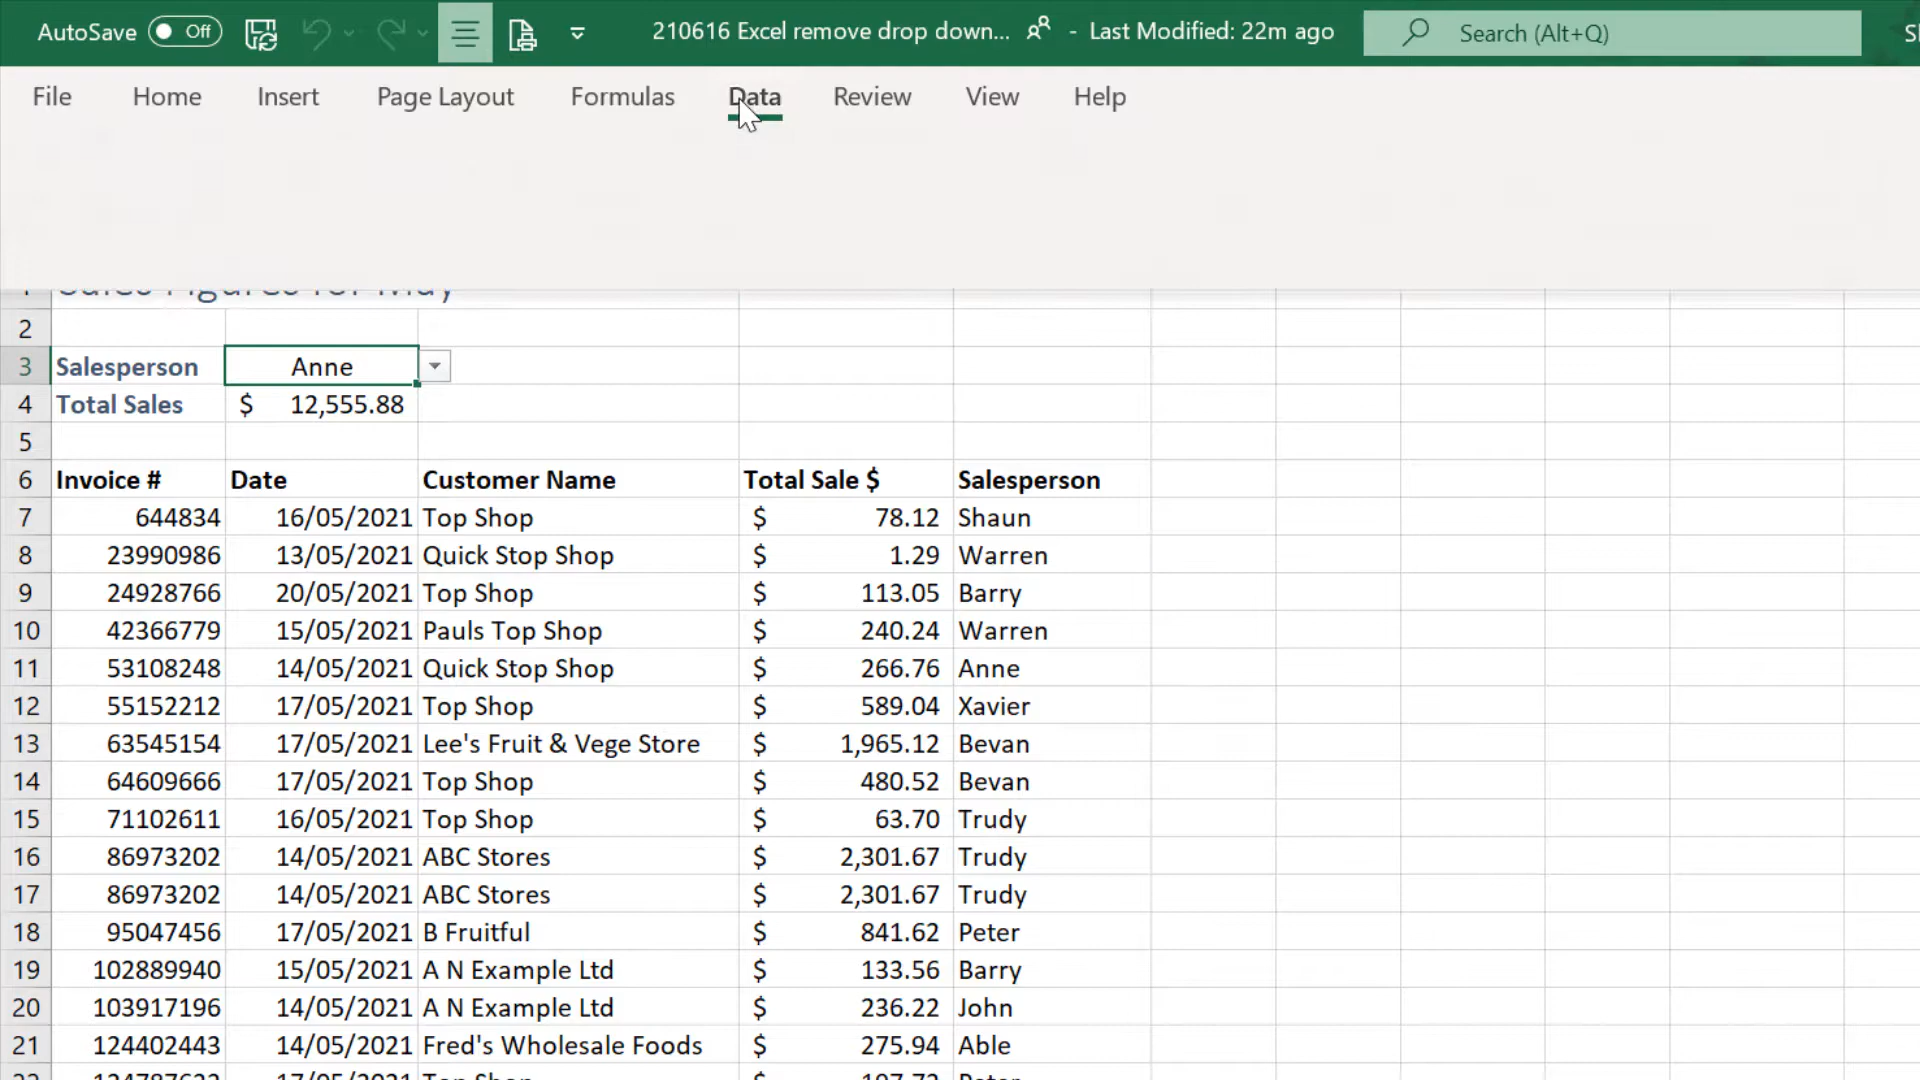 AutoSave Off 210616 Excel remove drop down... - Last Modified: 22m ago Search (Alt+Q)
File Home Insert Page Layout Formulas Data Review View Help
Sales Figures for May
2
3 Salesperson Anne
4 Total Sales $ 12,555.88
5
6 Invoice # Date Customer Name Total Sale $ Salesperson
7 644834 16/05/2021 Top Shop $ 78.12 Shaun
8 23990986 13/05/2021 Quick Stop Shop $ 1.29 Warren
9 24928766 20/05/2021 Top Shop $ 113.05 Barry
10 42366779 15/05/2021 Pauls Top Shop $ 240.24 Warren
11 53108248 14/05/2021 Quick Stop Shop $ 266.76 Anne
12 55152212 17/05/2021 Top Shop $ 589.04 Xavier
13 63545154 17/05/2021 Lee's Fruit & Vege Store $ 1,965.12 Bevan
14 64609666 17/05/2021 Top Shop $ 480.52 Bevan
15 71102611 16/05/2021 Top Shop $ 63.70 Trudy
16 86973202 14/05/2021 ABC Stores $ 2,301.67 Trudy
17 86973202 14/05/2021 ABC Stores $ 2,301.67 Trudy
18 95047456 17/05/2021 B Fruitful $ 841.62 Peter
19 102889940 15/05/2021 A N Example Ltd $ 133.56 Barry
20 103917196 14/05/2021 A N Example Ltd $ 236.22 John
21 124402443 14/05/2021 Fred's Wholesale Foods $ 275.94 Able